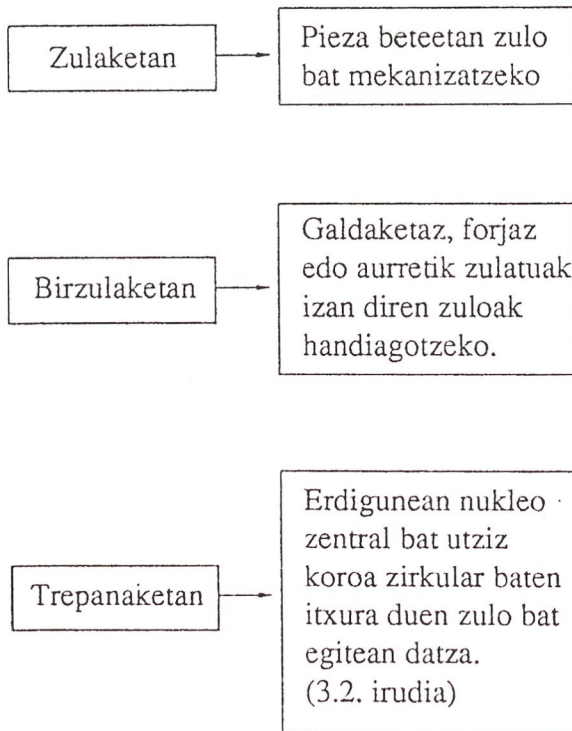 Zulaketan
Pieza beteetan zulo
bat mekanizatzeko
Birzulaketan
Galdaketaz, forjaz
edo aurretik zulatuak
izan diren zuloak
handiagotzeko.
Trepanaketan
Erdigunean nukleo
zentral bat utziz
koroa zirkular baten
itxura duen zulo bat
egitean datza.
(3.2. irudia)